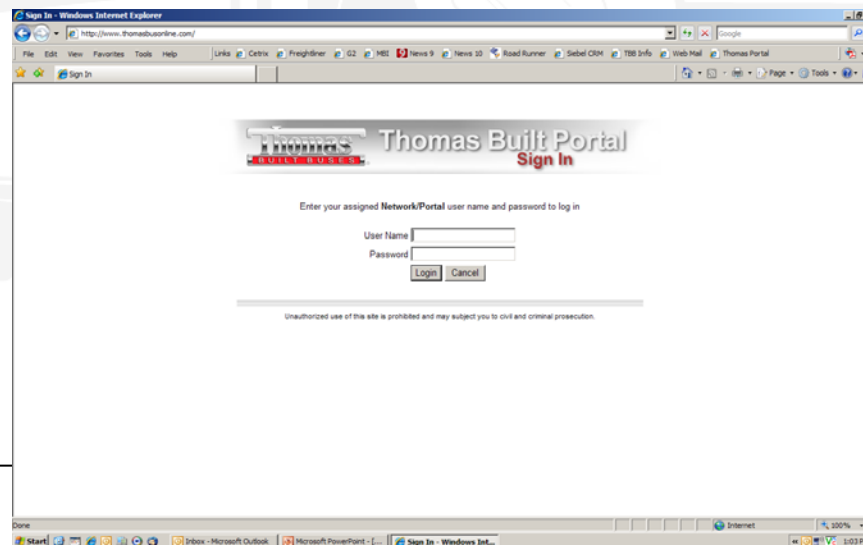 Sign In - Windows Internet Explorer
http://www.thomasbusonline.com/
Google
File Edit View Favorites Tools Help Links Cetrix Freightliner G2 MBI News 9 News 10 Road Runner Siebel CRM TBB Info Web Mail Thomas Portal
Sign In Page Tools
Thomas
BUILT BUSES
Thomas Built Portal
Sign In
Enter your assigned Network/Portal user name and password to log in
User Name
Password
Login Cancel
Unauthorized use of this site is prohibited and may subject you to civil and criminal prosecution.
Done Internet 100%
Start Inbox - Microsoft Outlook Microsoft PowerPoint - [... Sign In - Windows Int... 1:03 P